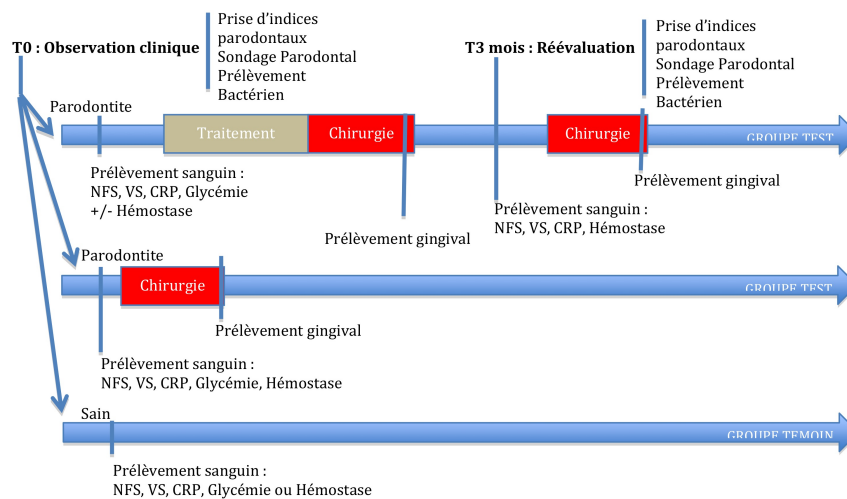 T0 : Observation clinique
Prise d’indices
parodontaux
Sondage Parodontal
Prélèvement
Bactérien
T3 mois : Réévaluation
Prise d’indices
parodontaux
Sondage Parodontal
Prélèvement
Bactérien
Parodontite
Traitement
Chirurgie
Chirurgie
GROUPE TEST
Prélèvement sanguin :
NFS, VS, CRP, Glycémie
+/- Hémostase
Prélèvement gingival
Prélèvement gingival
Prélèvement sanguin :
NFS, VS, CRP, Hémostase
Parodontite
Chirurgie
GROUPE TEST
Prélèvement gingival
Prélèvement sanguin :
NFS, VS, CRP, Glycémie, Hémostase
Sain
GROUPE TEMOIN
Prélèvement sanguin :
NFS, VS, CRP, Glycémie ou Hémostase